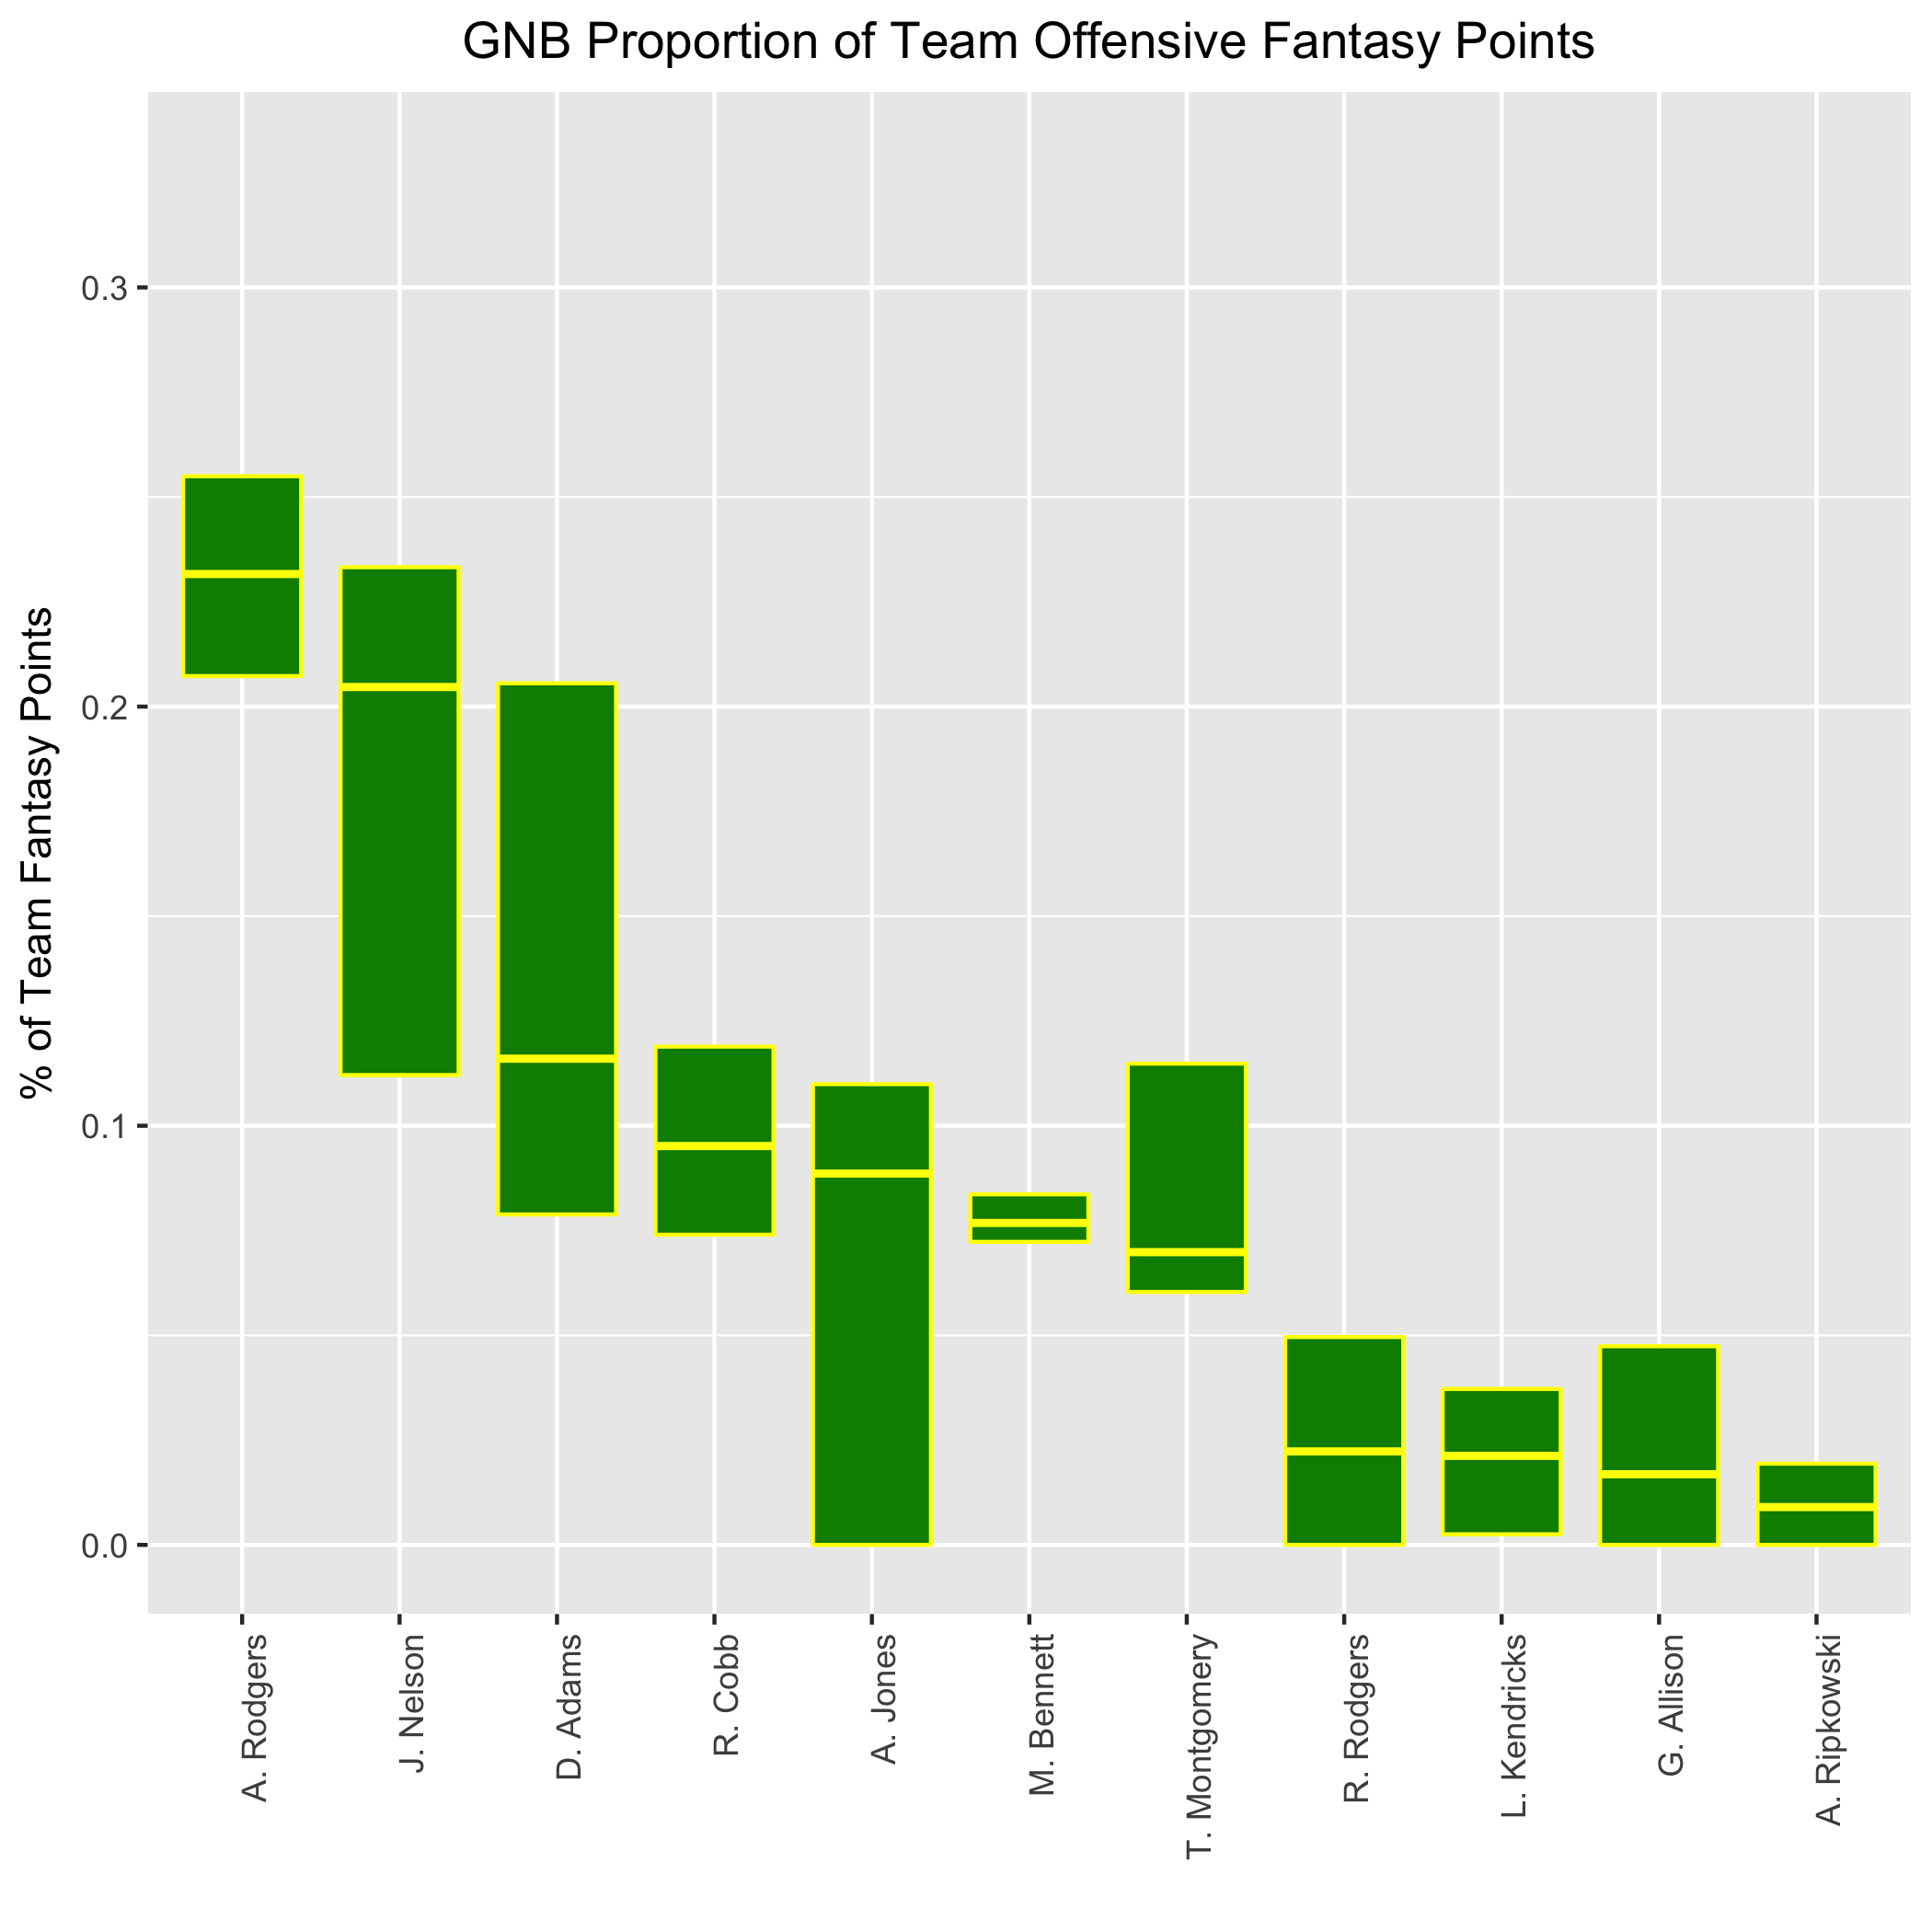 GNB Proportion of Team Offensive Fantasy Points
% of Team Fantasy Points
0.3
0.2
0.1
0.0
A. Rodgers
J. Nelson
D. Adams
R. Cobb
A. Jones
M. Bennett
T. Montgomery
R. Rodgers
L. Kendricks
G. Allison
A. Ripkowski